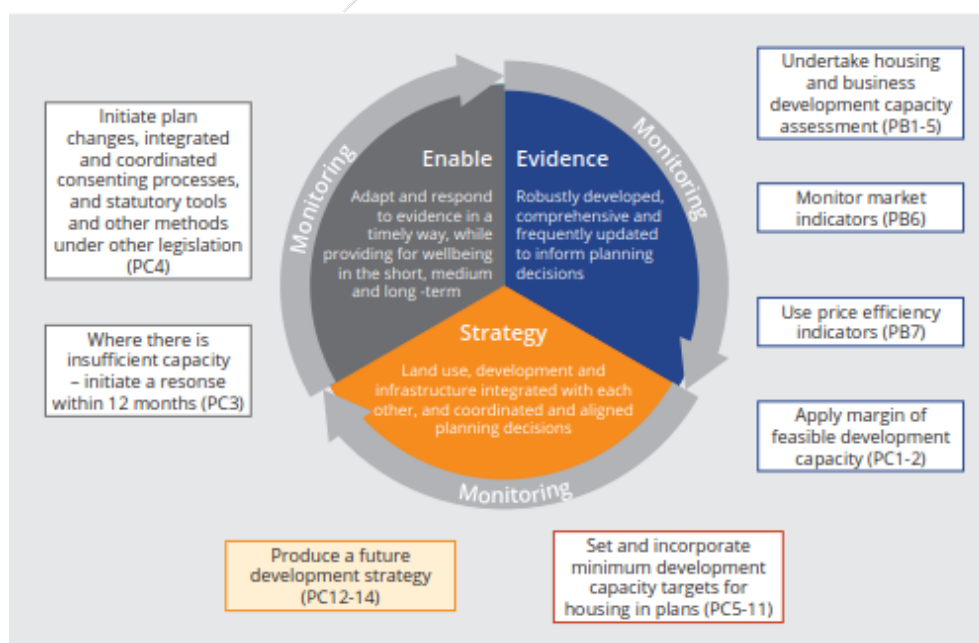 Initiate plan
changes, integrated
and coordinated
consenting processes,
and statutory tools
and other methods
under other legislation
(PC4)
Where there is
insufficient capacity
– initiate a resonse
within 12 months (PC3)
Monitoring
Enable
Adapt and respond
to evidence in a
timely way, while
providing for wellbeing
in the short, medium
and long -term
Evidence
Robustly developed,
comprehensive and
frequently updated
to inform planning
decisions
Monitoring
Strategy
Land use, development and
infrastructure integrated with each
other, and coordinated and aligned
planning decisions
Monitoring
Undertake housing
and business
development capacity
assessment (PB1-5)
Monitor market
indicators (PB6)
Use price efficiency
indicators (PB7)
Apply margin of
feasible development
capacity (PC1-2)
Produce a future
development strategy
(PC12-14)
Set and incorporate
minimum development
capacity targets for
housing in plans (PC5-11)